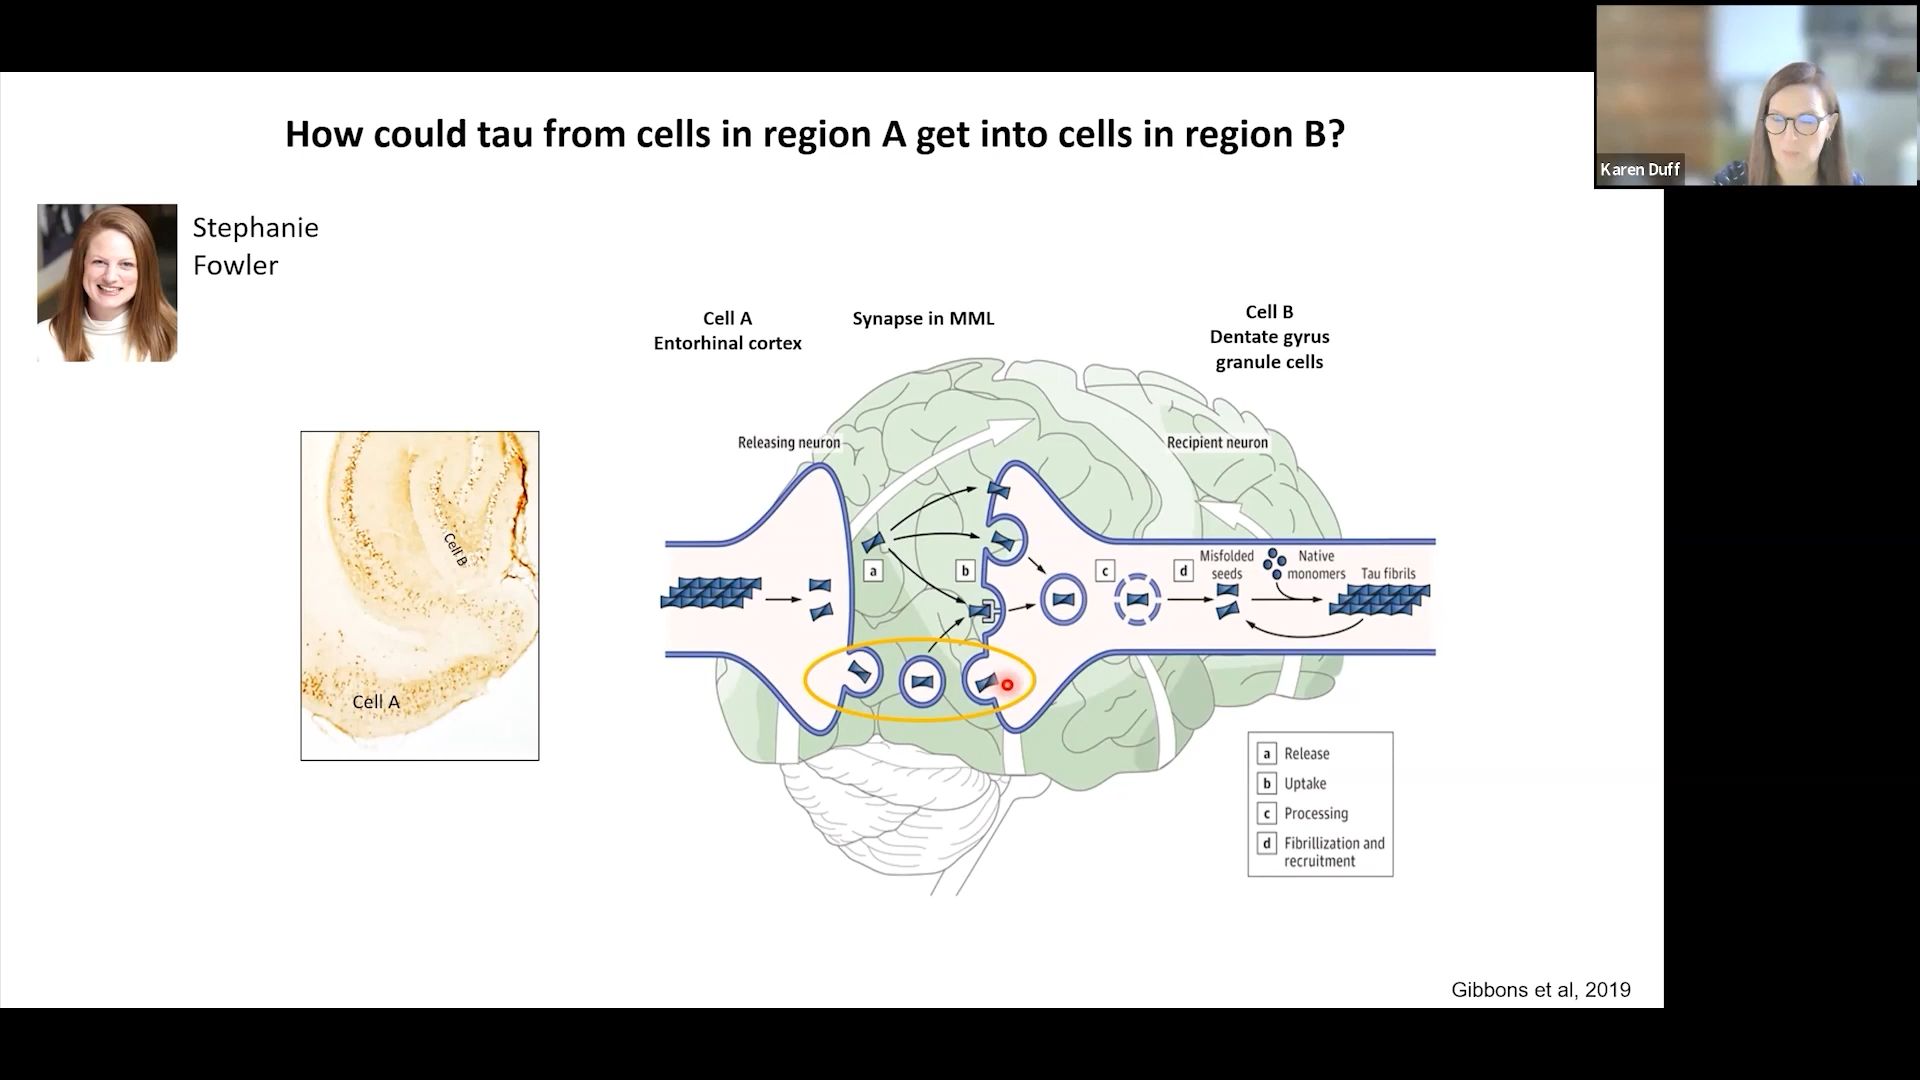 How could tau from cells in region A get into cells in region B?
Karen Duff
Stephanie
Fowler
Cell A
Entorhinal cortex
Synapse in MML
Cell B
Dentate gyrus
granule cells
Releasing neuron
Recipient neuron
Cell B
Cell A
a
b
c
d
Misfolded
seeds
Native
monomers
Tau fibrils
a Release
b Uptake
c Processing
d Fibrillization and
recruitment
Gibbons et al, 2019